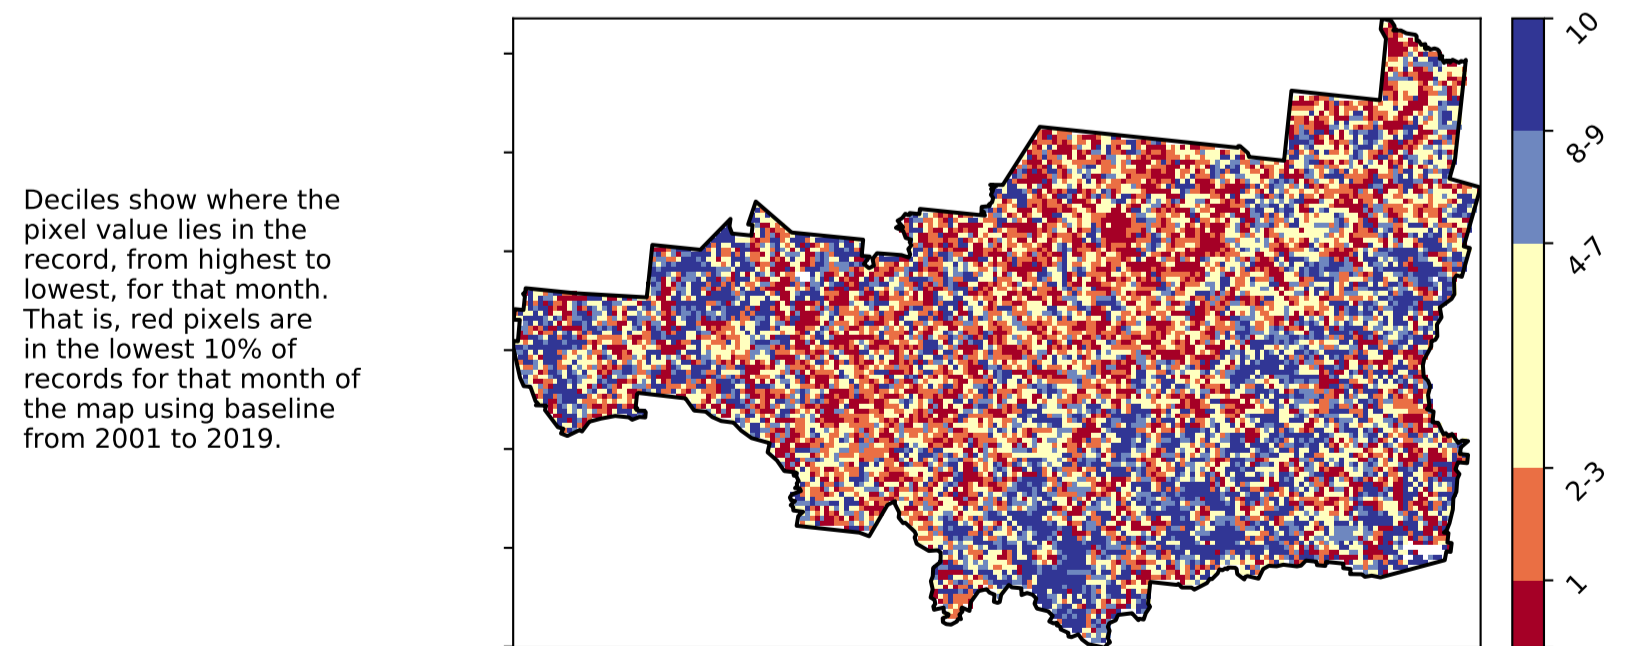 Deciles show where the
pixel value lies in the
record, from highest to
lowest, for that month.
That is, red pixels are
in the lowest 10% of
records for that month of
the map using baseline
from 2001 to 2019.
10
8-9
4-7
2-3
1